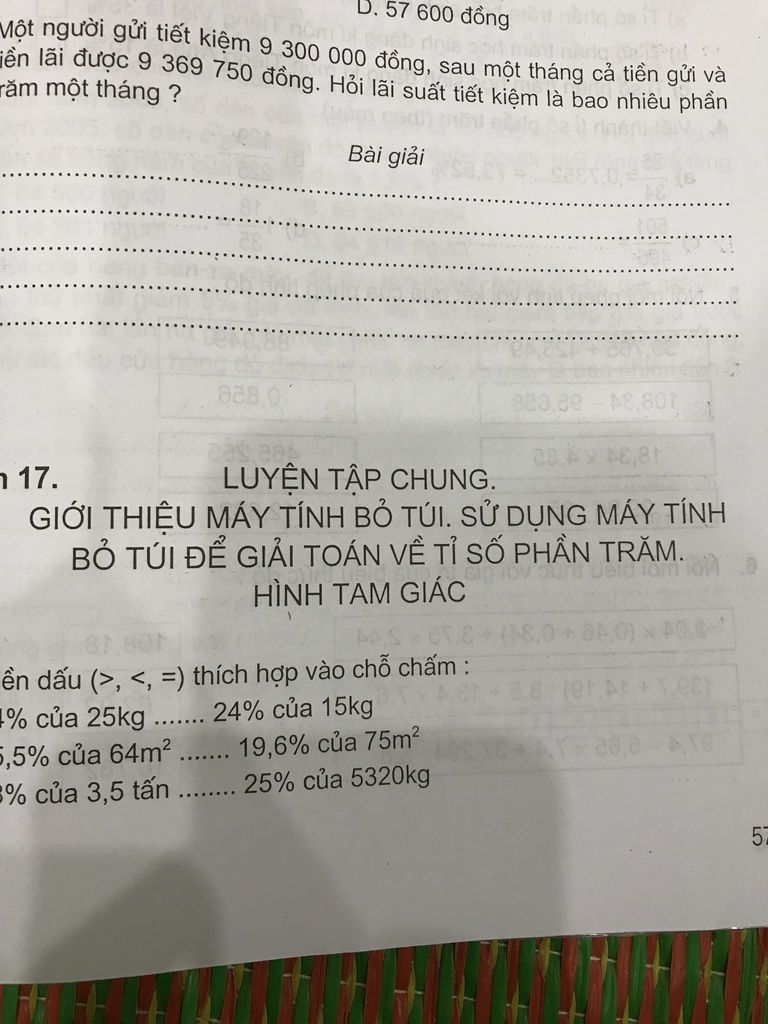 D. 57 600 đồng
Một người gửi tiết kiệm 9 300 000 đồng, sau một tháng cả tiền gửi và
iền lãi được 9 369 750 đồng. Hỏi lãi suất tiết kiệm là bao nhiêu phần
răm một tháng ?
Bài giải
17.
LUYỆN TẬP CHUNG.
GIỚI THIỆU MÁY TÍNH BỎ TÚI. SỬ DỤNG MÁY TÍNH
BỎ TÚI ĐỂ GIẢI TOÁN VỀ TỈ SỐ PHẦN TRĂM.
HÌNH TAM GIÁC
ền dấu (>, <, =) thích hợp vào chỗ chấm :
4% của 25kg ....... 24% của 15kg
5,5% của 64m² ....... 19,6% của 75m²
8% của 3,5 tấn ........ 25% của 5320kg
57